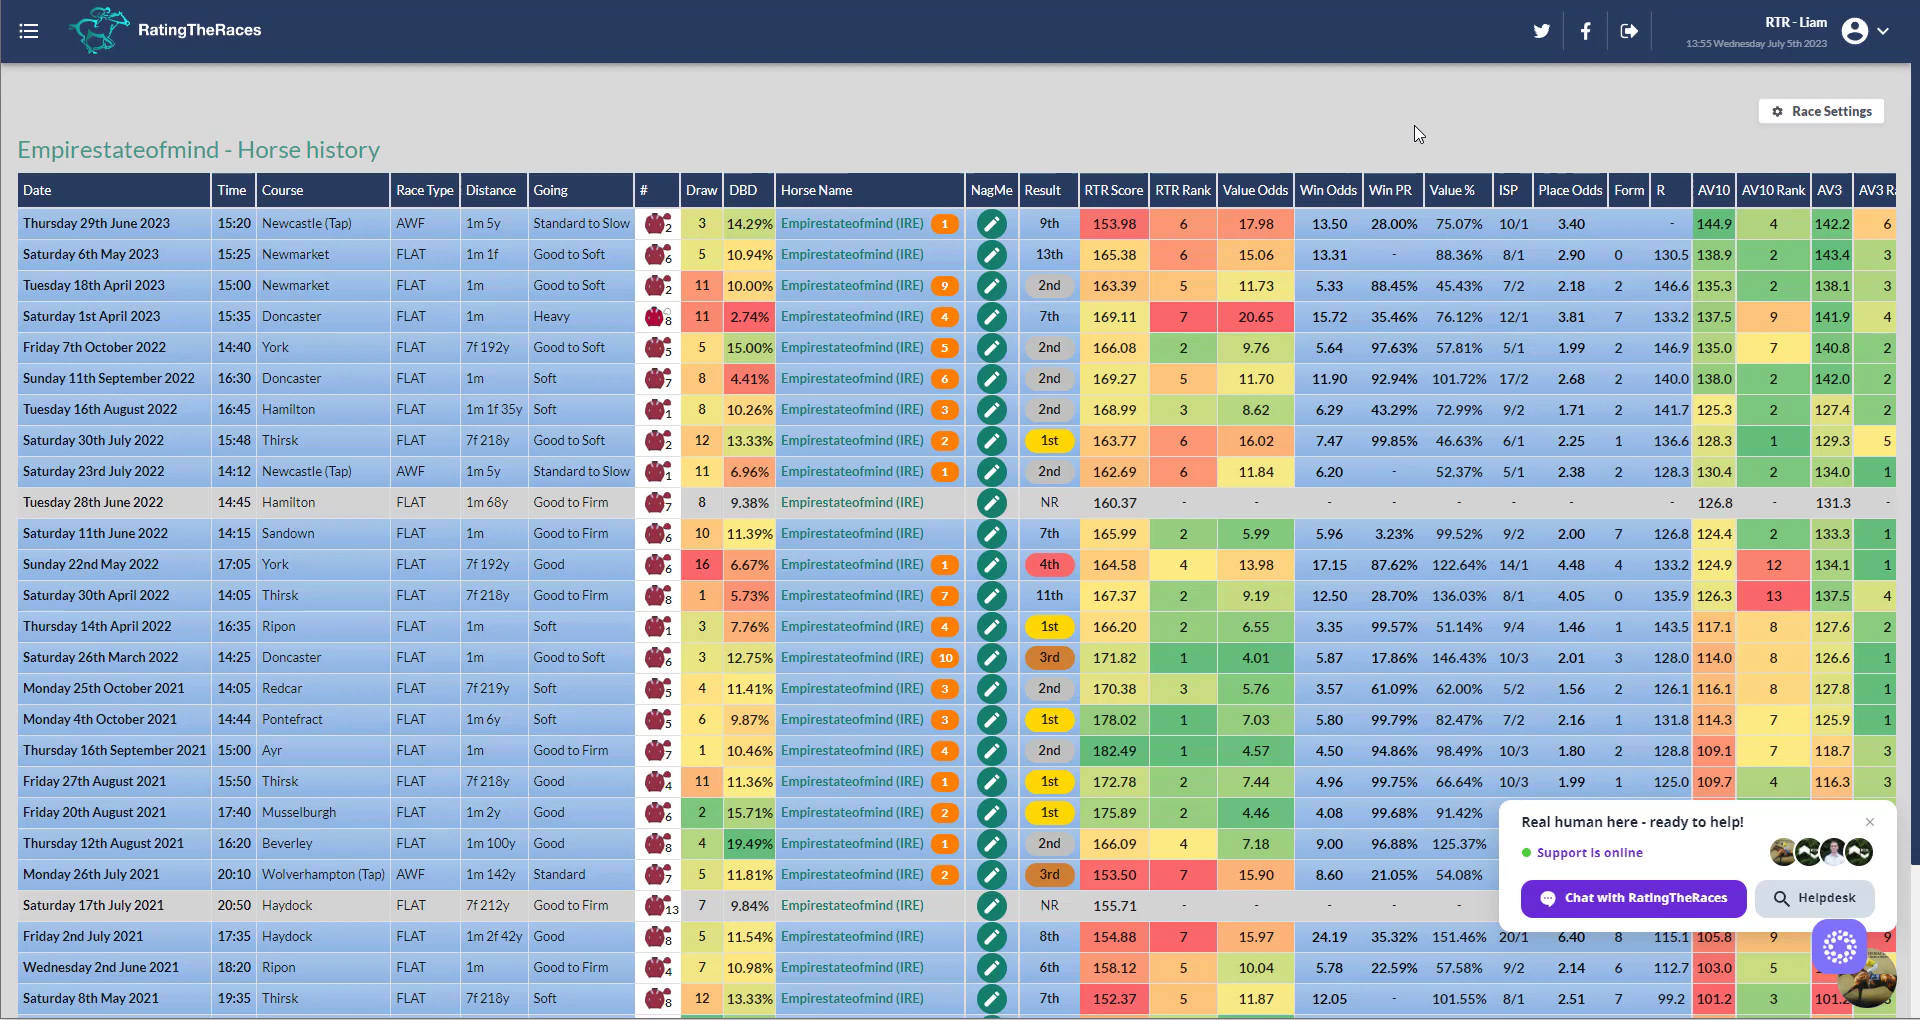 RatingTheRaces
RTR - Liam
13:55 Wednesday July 5th 2023
Race Settings
Empirestateofmind - Horse history
Date Time Course Race Type Distance Going # Draw DBD Horse Name NagMe Result RTR Score RTR Rank Value Odds Win Odds Win PR Value % ISP Place Odds Form R AV10 AV10 Rank AV3 AV3 Ra
Thursday 29th June 2023 15:20 Newcastle (Tap) AWF 1m 5y Standard to Slow 2 3 14.29% Empirestateofmind (IRE) 1 9th 153.98 6 17.98 13.50 28.00% 75.07% 10/1 3.40 - 144.9 4 142.2 6
Saturday 6th May 2023 15:25 Newmarket FLAT 1m 1f Good to Soft 6 5 10.94% Empirestateofmind (IRE) 13th 165.38 6 15.06 13.31 - 88.36% 8/1 2.90 0 130.5 138.9 2 143.4 3
Tuesday 18th April 2023 15:00 Newmarket FLAT 1m Good to Soft 2 11 10.00% Empirestateofmind (IRE) 9 2nd 163.39 5 11.73 5.33 88.45% 45.43% 7/2 2.18 2 146.6 135.3 2 138.1 3
Saturday 1st April 2023 15:35 Doncaster FLAT 1m Heavy 8 11 2.74% Empirestateofmind (IRE) 4 7th 169.11 7 20.65 15.72 35.46% 76.12% 12/1 3.81 7 133.2 137.5 9 141.9 4
Friday 7th October 2022 14:40 York FLAT 7f 192y Good to Soft 5 5 15.00% Empirestateofmind (IRE) 5 2nd 166.08 2 9.76 5.64 97.63% 57.81% 5/1 1.99 2 146.9 135.0 7 140.8 2
Sunday 11th September 2022 16:30 Doncaster FLAT 1m Soft 7 8 4.41% Empirestateofmind (IRE) 6 2nd 169.27 5 11.70 11.90 92.94% 101.72% 17/2 2.68 2 140.0 138.0 2 142.0 2
Tuesday 16th August 2022 16:45 Hamilton FLAT 1m 1f 35y Soft 1 8 10.26% Empirestateofmind (IRE) 3 2nd 168.99 3 8.62 6.29 43.29% 72.99% 9/2 1.71 2 141.7 125.3 2 127.4 2
Saturday 30th July 2022 15:48 Thirsk FLAT 7f 218y Good to Soft 2 12 13.33% Empirestateofmind (IRE) 2 1st 163.77 6 16.02 7.47 99.85% 46.63% 6/1 2.25 1 136.6 128.3 1 129.3 5
Saturday 23rd July 2022 14:12 Newcastle (Tap) AWF 1m 5y Standard to Slow 1 11 6.96% Empirestateofmind (IRE) 1 2nd 162.69 6 11.84 6.20 - 52.37% 5/1 2.38 2 128.3 130.4 2 134.0 1
Tuesday 28th June 2022 14:45 Hamilton FLAT 1m 68y Good to Firm 7 8 9.38% Empirestateofmind (IRE) NR 160.37 - - - - - - - - - 126.8 - 131.3 -
Saturday 11th June 2022 14:15 Sandown FLAT 1m Good to Firm 6 10 11.39% Empirestateofmind (IRE) 7th 165.99 2 5.99 5.96 3.23% 99.52% 9/2 2.00 7 126.8 124.4 2 133.3 1
Sunday 22nd May 2022 17:05 York FLAT 7f 192y Good 6 16 6.67% Empirestateofmind (IRE) 1 4th 164.58 4 13.98 17.15 87.62% 122.64% 14/1 4.48 4 133.2 124.9 12 134.1 1
Saturday 30th April 2022 14:05 Thirsk FLAT 7f 218y Good to Firm 8 1 5.73% Empirestateofmind (IRE) 7 11th 167.37 2 9.19 12.50 28.70% 136.03% 8/1 4.05 0 135.9 126.3 13 137.5 4
Thursday 14th April 2022 16:35 Ripon FLAT 1m Soft 1 3 7.76% Empirestateofmind (IRE) 4 1st 166.20 2 6.55 3.35 99.57% 51.14% 9/4 1.46 1 143.5 117.1 8 127.6 2
Saturday 26th March 2022 14:25 Doncaster FLAT 1m Good to Soft 6 3 12.75% Empirestateofmind (IRE) 10 3rd 171.82 1 4.01 5.87 17.86% 146.43% 10/3 2.01 3 128.0 114.0 8 126.6 1
Monday 25th October 2021 14:05 Redcar FLAT 7f 219y Soft 5 4 11.41% Empirestateofmind (IRE) 3 2nd 170.38 3 5.76 3.57 61.09% 62.00% 5/2 1.56 2 126.1 116.1 8 127.8 1
Monday 4th October 2021 14:44 Pontefract FLAT 1m 6y Soft 5 6 9.87% Empirestateofmind (IRE) 3 1st 178.02 1 7.03 5.80 99.79% 82.47% 7/2 2.16 1 131.8 114.3 7 125.9 1
Thursday 16th September 2021 15:00 Ayr FLAT 1m Good to Firm 7 1 10.46% Empirestateofmind (IRE) 4 2nd 182.49 1 4.57 4.50 94.86% 98.49% 10/3 1.80 2 128.8 109.1 7 118.7 3
Friday 27th August 2021 15:50 Thirsk FLAT 7f 218y Good 4 11 11.36% Empirestateofmind (IRE) 1 1st 172.78 2 7.44 4.96 99.75% 66.64% 10/3 1.99 1 125.0 109.7 4 116.3 3
Friday 20th August 2021 17:40 Musselburgh FLAT 1m 2y Good 6 2 15.71% Empirestateofmind (IRE) 2 1st 175.89 2 4.46 4.08 99.68% 91.42%
Thursday 12th August 2021 16:20 Beverley FLAT 1m 100y Good 8 4 19.49% Empirestateofmind (IRE) 1 2nd 166.09 4 7.18 9.00 96.88% 125.37%
Monday 26th July 2021 20:10 Wolverhampton (Tap) AWF 1m 142y Standard 7 5 11.81% Empirestateofmind (IRE) 2 3rd 153.50 7 15.90 8.60 21.05% 54.08%
Saturday 17th July 2021 20:50 Haydock FLAT 7f 212y Good to Firm 13 7 9.84% Empirestateofmind (IRE) NR 155.71 - - - - -
Friday 2nd July 2021 17:35 Haydock FLAT 1m 2f 42y Good 8 5 11.54% Empirestateofmind (IRE) 8th 154.88 7 15.97 24.19 35.32% 151.46% 20/1 6.40 8 115.1 105.8 9 9
Wednesday 2nd June 2021 18:20 Ripon FLAT 1m Good to Firm 4 7 10.98% Empirestateofmind (IRE) 6th 158.12 5 10.04 5.78 22.59% 57.58% 9/2 2.14 6 112.7 103.0 5
Saturday 8th May 2021 19:35 Thirsk FLAT 7f 218y Soft 8 12 13.33% Empirestateofmind (IRE) 7th 152.37 5 11.87 12.05 - 101.55% 8/1 2.51 7 99.2 101.2 3 101.2
Real human here - ready to help!
Support is online
Chat with RatingTheRaces
Helpdesk